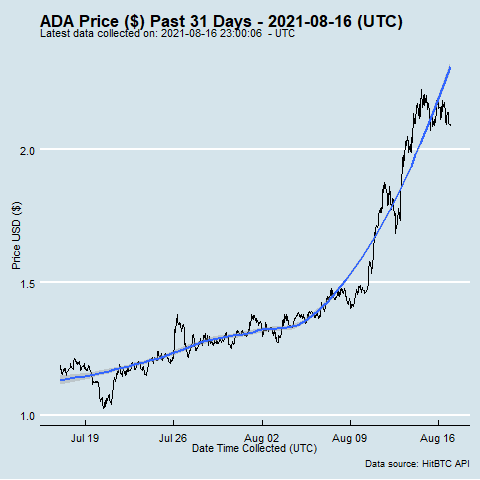 ADA Price ($) Past 31 Days - 2021-08-16 (UTC)
Latest data collected on: 2021-08-16 23:00:06 - UTC
2.0
1.5
1.0
Price USD ($)
Jul 19 Jul 26 Aug 02 Aug 09 Aug 16
Date Time Collected (UTC)
Data source: HitBTC API